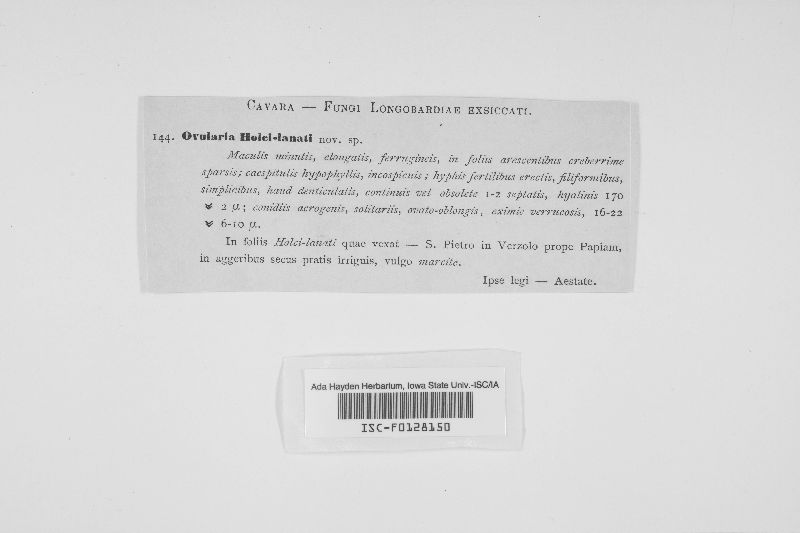 CAVARA — FUNGI LONGOBARDIAE EXSICCATI.
144. Ovularia Holci-lanati nov. sp.
Maculis minutis, elongatis, ferrugineis, in foliis arescentibus creberrime
sparsis; caespitulis hypophyllis, incospicuis; hyphis fertilibus erectis, filiformibus,
simplicibus, haud denticulatis, continuis vel obsolete 1-2 septatis, hyalinis 170
≚ 2 μ.; conidiis acrogenis, solitariis, ovato-oblongis, eximie verrucosis, 16-22
≚ 6-10 μ.
In foliis Holci-lanati quae vexat — S. Pietro in Verzolo prope Papiam,
in aggeribus secus pratis irriguis, vulgo marcite.
Ipse legi — Aestate.
Ada Hayden Herbarium, Iowa State Univ.-ISC/IA
ISC-F0128150